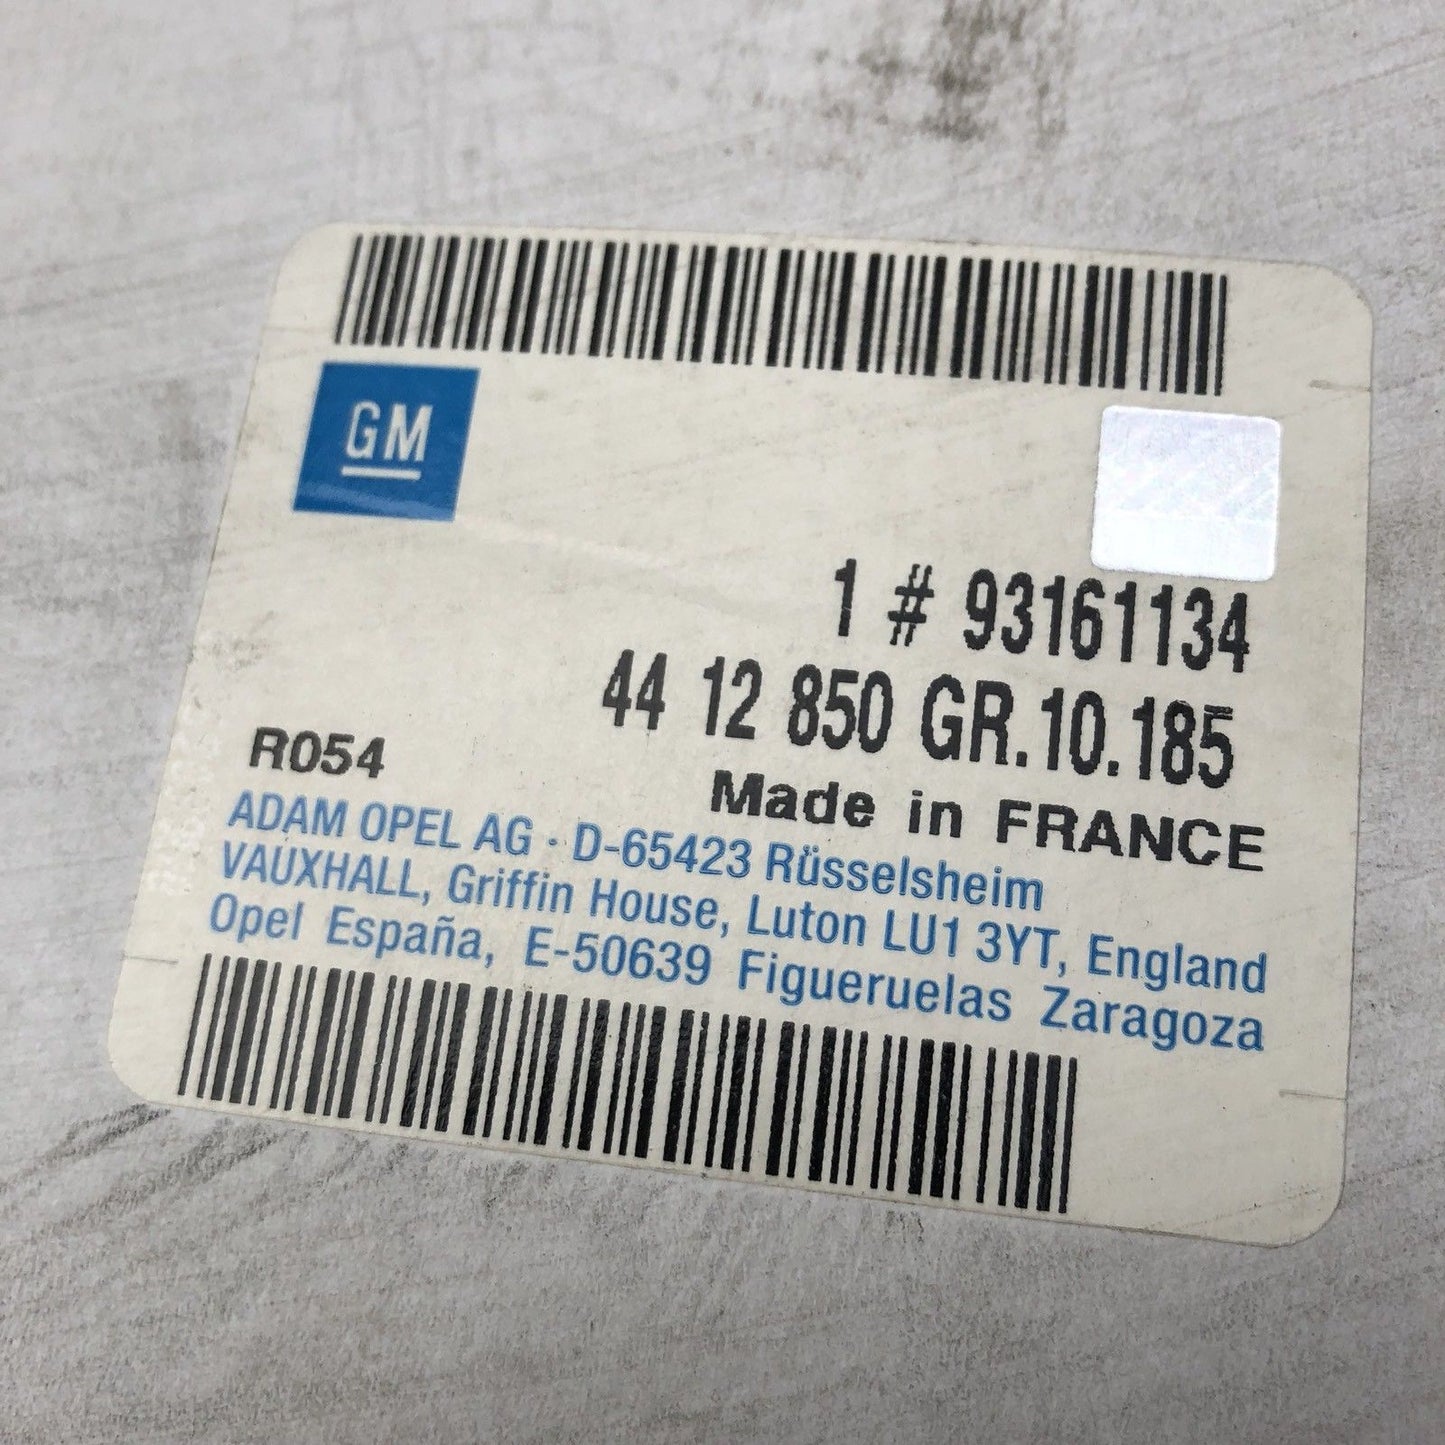 GM
1 # 93161134
44 12 850 GR.10.185
R054
Made in FRANCE
ADAM OPEL AG · D-65423 Rüsselsheim
VAUXHALL, Griffin House, Luton LU1 3YT, England
Opel España, E-50639 Figueruelas Zaragoza